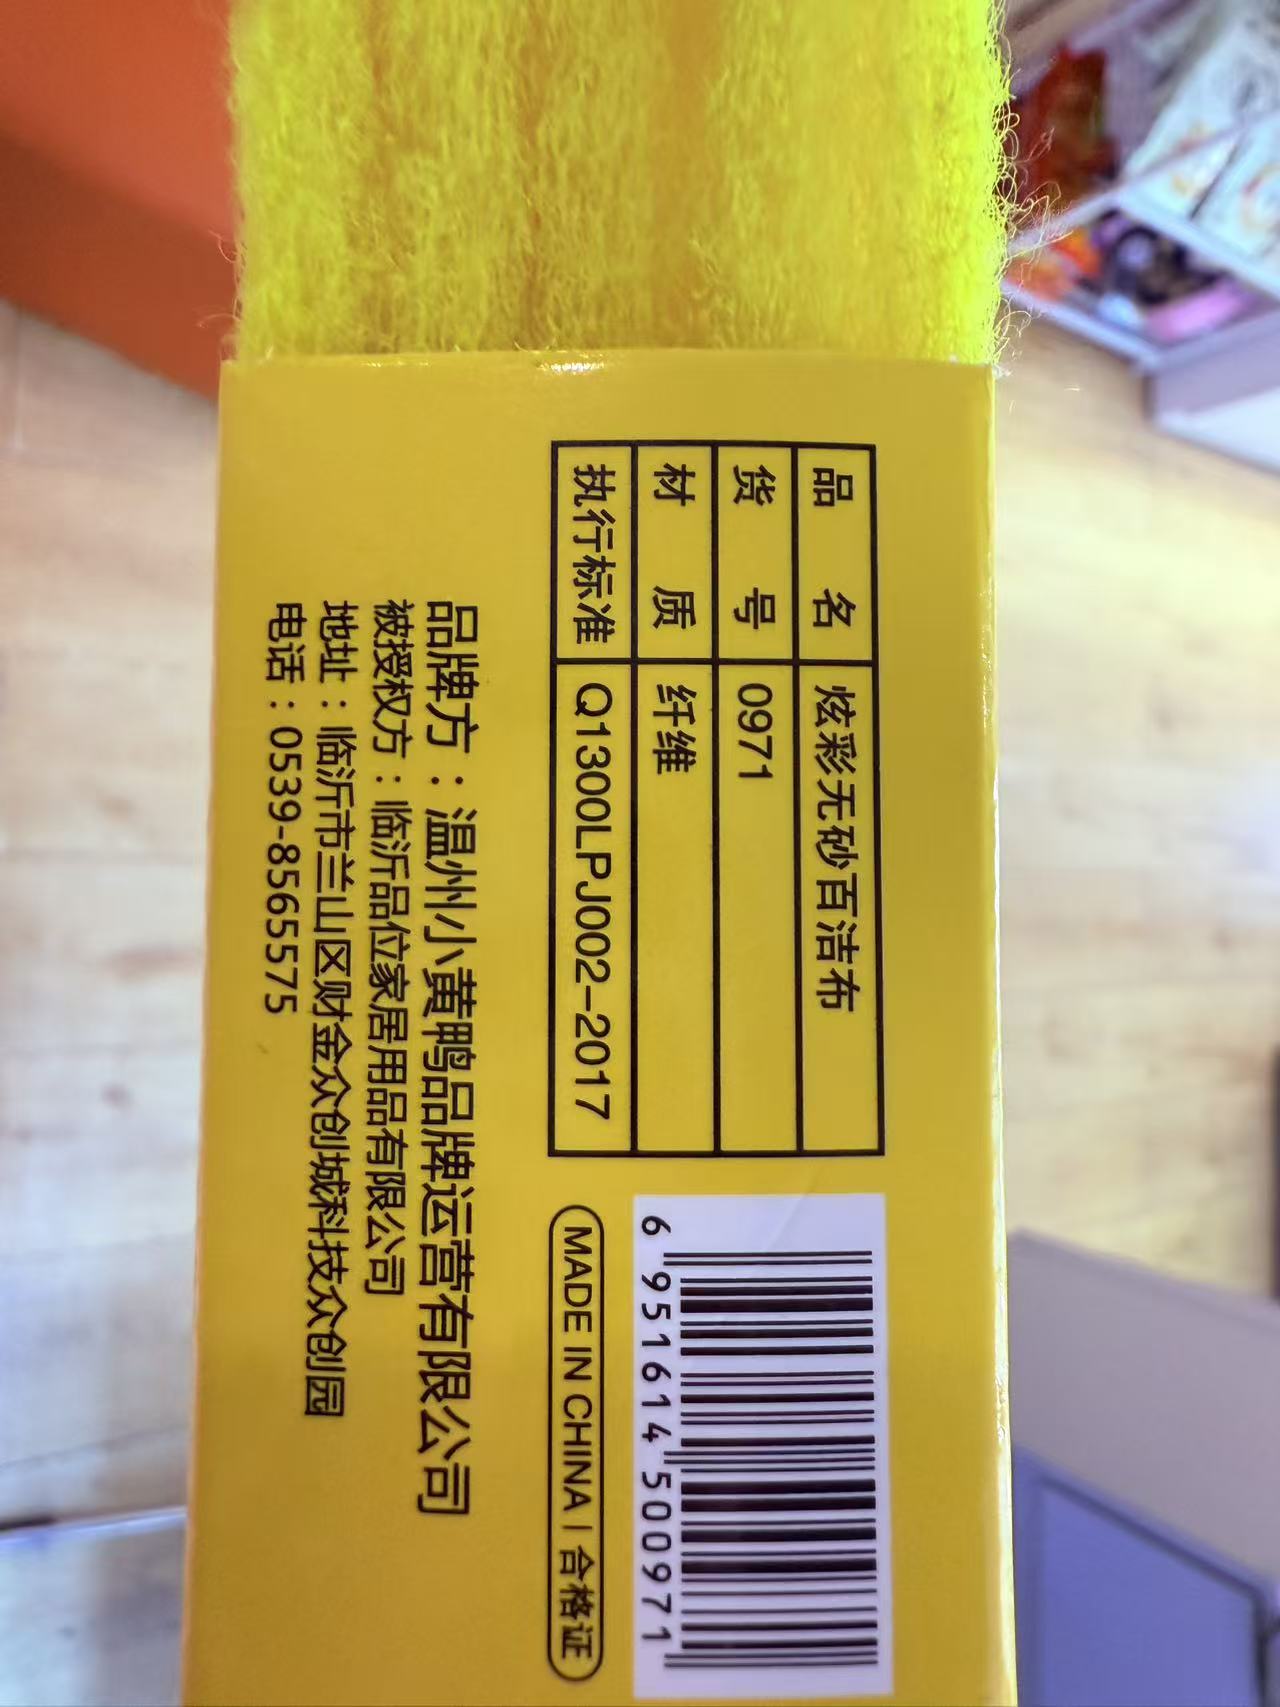 品名 炫彩无砂百洁布
货号 0971
材质 纤维
执行标准 Q1300LPJ002-2017
6 951614 500971
MADE IN CHINA | 合格证
品牌方：温州小黄鸭品牌运营有限公司
被授权方：临沂品位家居用品有限公司
地址：临沂市兰山区财金众创城科技众创园
电话：0539-8565575